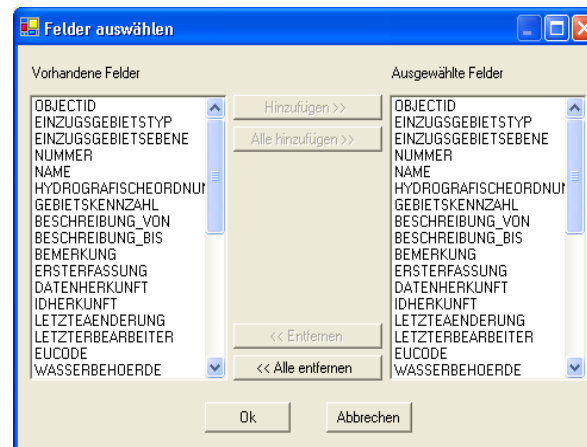 Felder auswählen
Vorhandene Felder
OBJECTID
EINZUGSGEBIETSTYP
EINZUGSGEBIETSEBENE
NUMMER
NAME
HYDROGRAFISCHEORDNUN
GEBIETSKENNZAHL
BESCHREIBUNG_VON
BESCHREIBUNG_BIS
BEMERKUNG
ERSTERFASSUNG
DATENHERKUNFT
IDHERKUNFT
LETZTEAENDERUNG
LETZTERBEARBEITER
EUCODE
WASSERBEHOERDE
Hinzufügen >>
Alle hinzufügen >>
<< Entfernen
<< Alle entfernen
Ausgewählte Felder
OBJECTID
EINZUGSGEBIETSTYP
EINZUGSGEBIETSEBENE
NUMMER
NAME
HYDROGRAFISCHEORDNUN
GEBIETSKENNZAHL
BESCHREIBUNG_VON
BESCHREIBUNG_BIS
BEMERKUNG
ERSTERFASSUNG
DATENHERKUNFT
IDHERKUNFT
LETZTEAENDERUNG
LETZTERBEARBEITER
EUCODE
WASSERBEHOERDE
Ok
Abbrechen